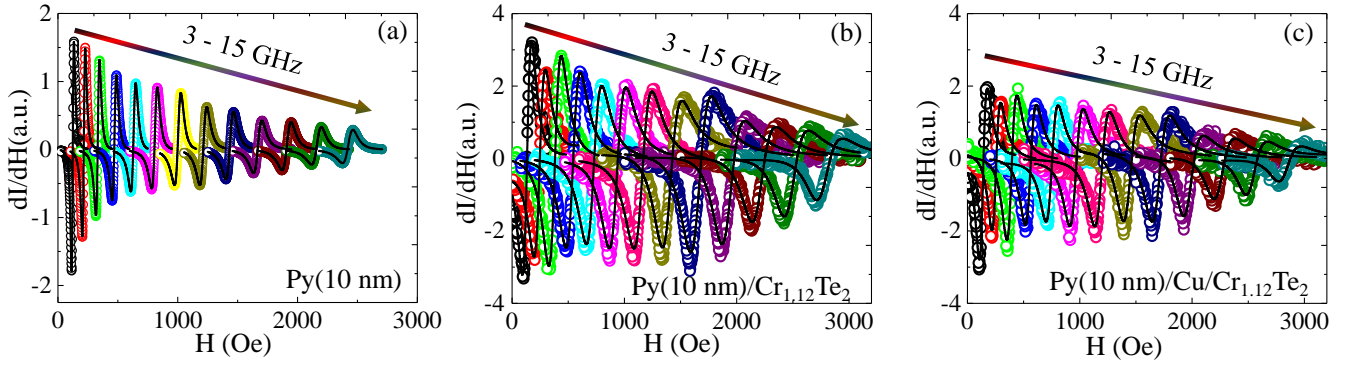 (a)
3 - 15 GHz
dI/dH(a.u.)
2
1
0
-1
-2
Py(10 nm)
0 1000 2000 3000
H (Oe)
(b)
3 - 15 GHz
dI/dH(a.u.)
4
2
0
-2
-4
Py(10 nm)/Cr1,12Te2
0 1000 2000 3000
H (Oe)
(c)
3 - 15 GHz
dI/dH(a.u.)
4
2
0
-2
-4
Py(10 nm)/Cu/Cr1.12Te2
0 1000 2000 3000
H (Oe)